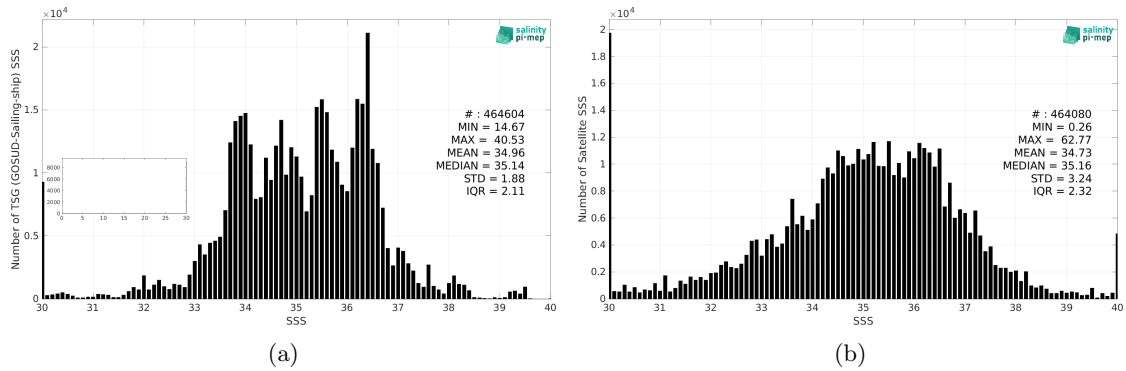 ×10⁴
salinity
pi-mep
Number of TSG (GOSUD-Sailing-ship) SSS
2
1.5
1
0.5
0
# : 464604
MIN = 14.67
MAX = 40.53
MEAN = 34.96
MEDIAN = 35.14
STD = 1.88
IQR = 2.11
8000
6000
4000
2000
0
0 5 10 15 20 25 30
30 31 32 33 34 35 36 37 38 39 40
SSS
(a)
×10⁴
salinity
pi-mep
Number of Satellite SSS
2
1.8
1.6
1.4
1.2
1
0.8
0.6
0.4
0.2
0
# : 464080
MIN = 0.26
MAX = 62.77
MEAN = 34.73
MEDIAN = 35.16
STD = 3.24
IQR = 2.32
30 31 32 33 34 35 36 37 38 39 40
SSS
(b)